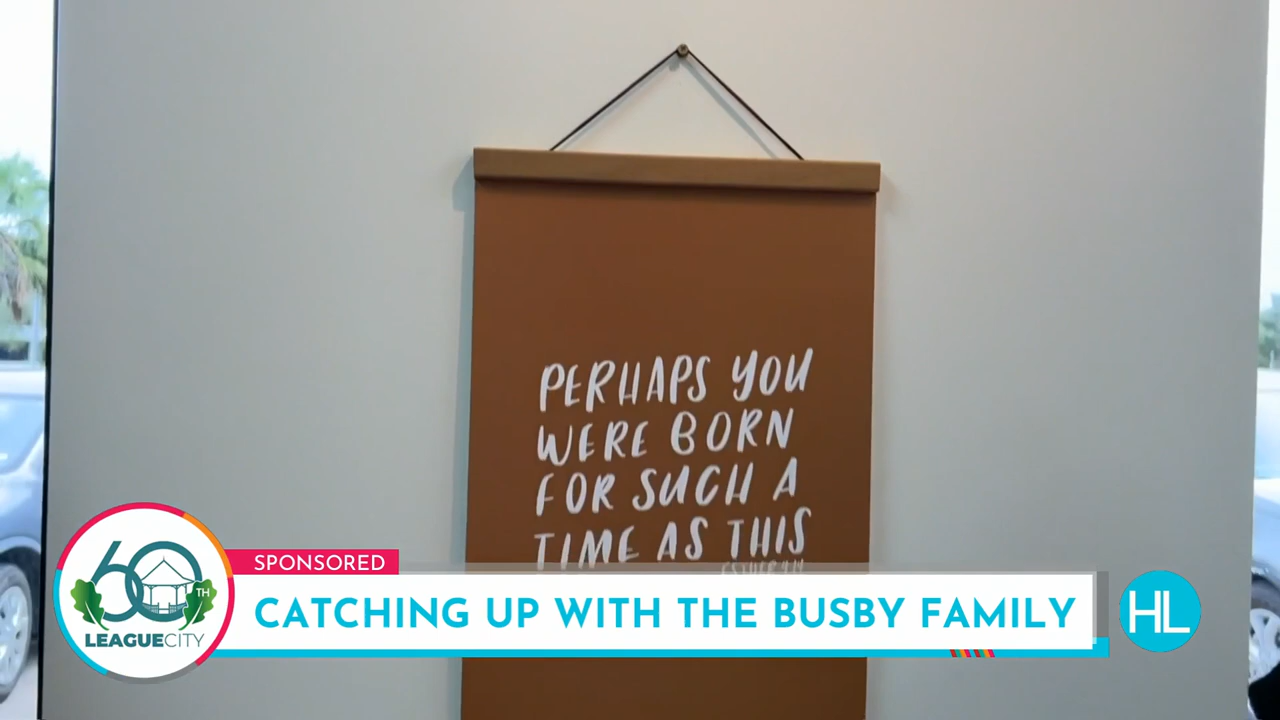 PERHAPS YOU
WERE BORN
FOR SUCH A
TIME AS THIS
SPONSORED
CATCHING UP WITH THE BUSBY FAMILY
60TH
LEAGUECITY
HL